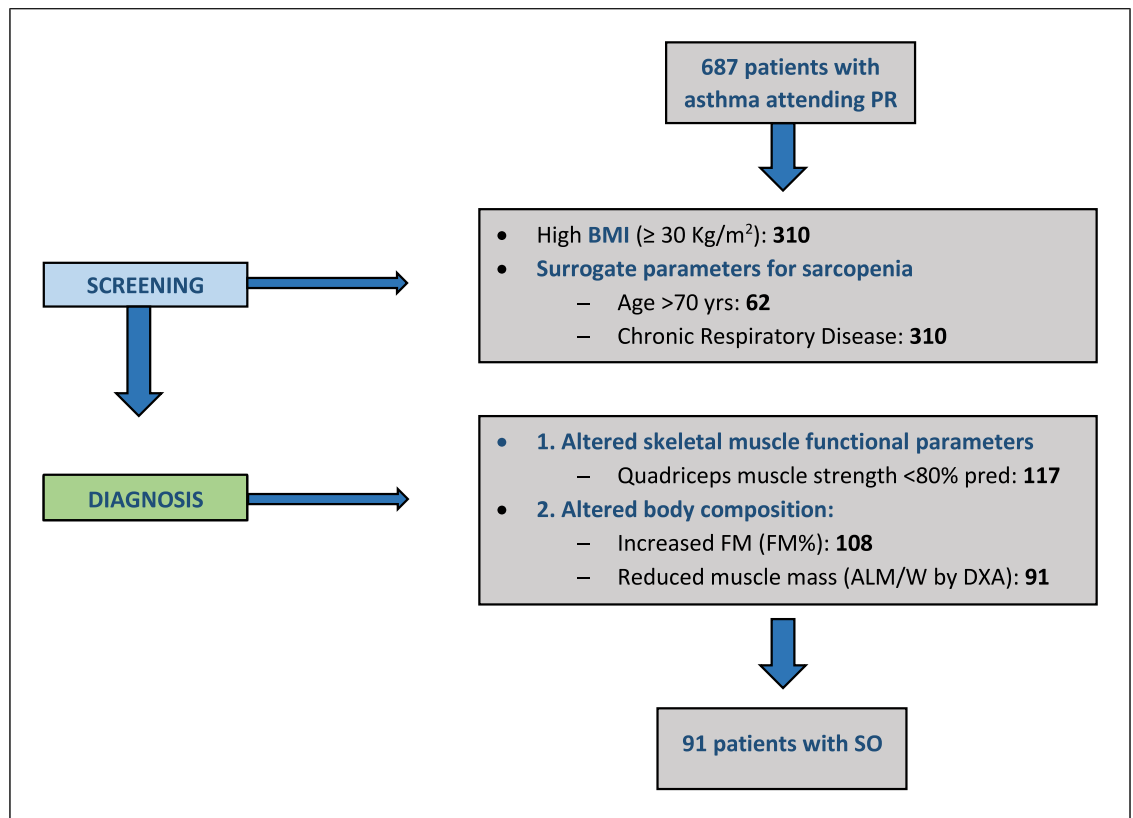 687 patients with
asthma attending PR
• High BMI (≥ 30 Kg/m²): 310
• Surrogate parameters for sarcopenia
– Age >70 yrs: 62
– Chronic Respiratory Disease: 310
SCREENING
• 1. Altered skeletal muscle functional parameters
– Quadriceps muscle strength <80% pred: 117
• 2. Altered body composition:
– Increased FM (FM%): 108
– Reduced muscle mass (ALM/W by DXA): 91
DIAGNOSIS
91 patients with SO